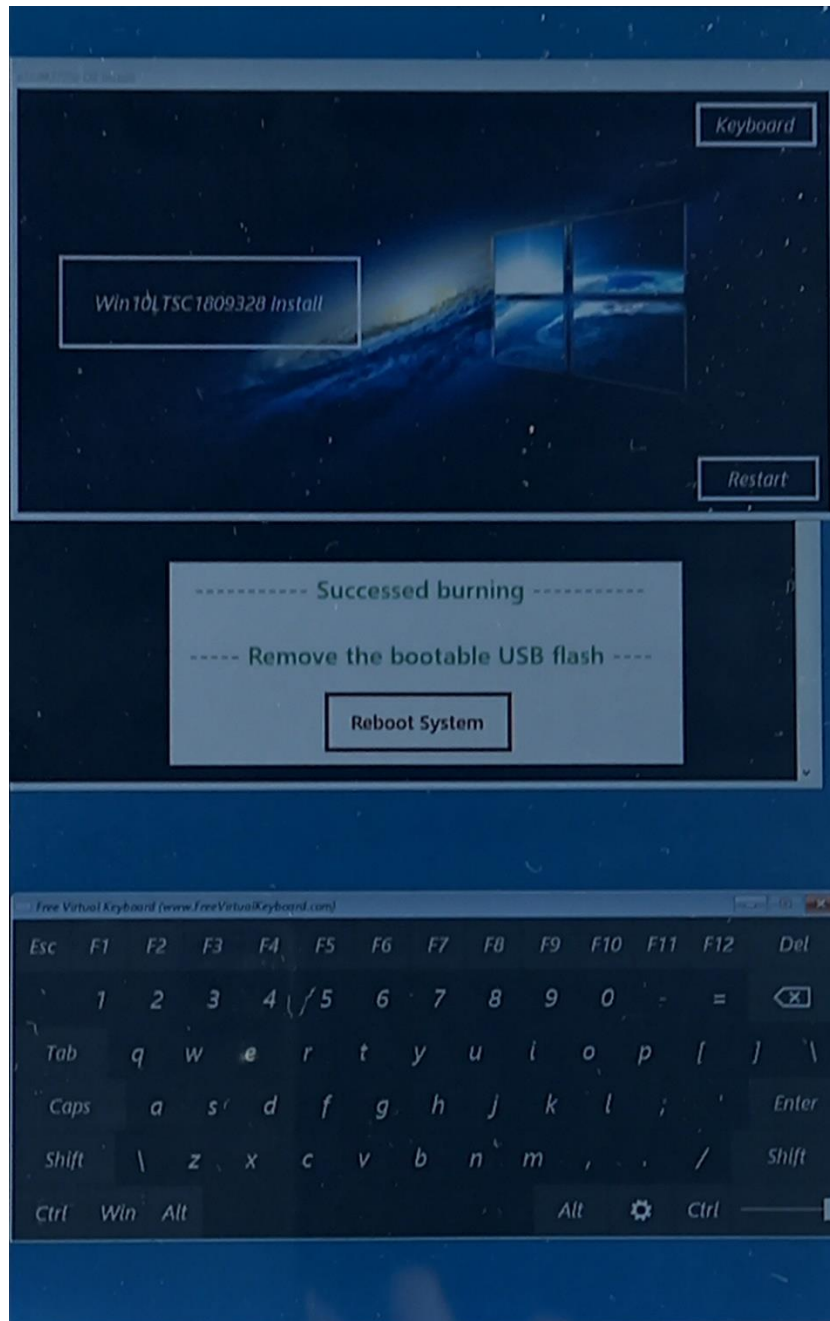 Keyboard
Win10LTSC1809328 Install
Restart
----------- Successed burning -----------
----- Remove the bootable USB flash ----
Reboot System
Free Virtual Keyboard (www.FreeVirtualKeyboard.com)
Esc F1 F2 F3 F4 F5 F6 F7 F8 F9 F10 F11 F12 Del
` 1 2 3 4 5 6 7 8 9 0 - =
Tab q w e r t y u i o p [ ] \
Caps a s d f g h j k l ; ' Enter
Shift \ z x c v b n m , . / Shift
Ctrl Win Alt Alt Ctrl